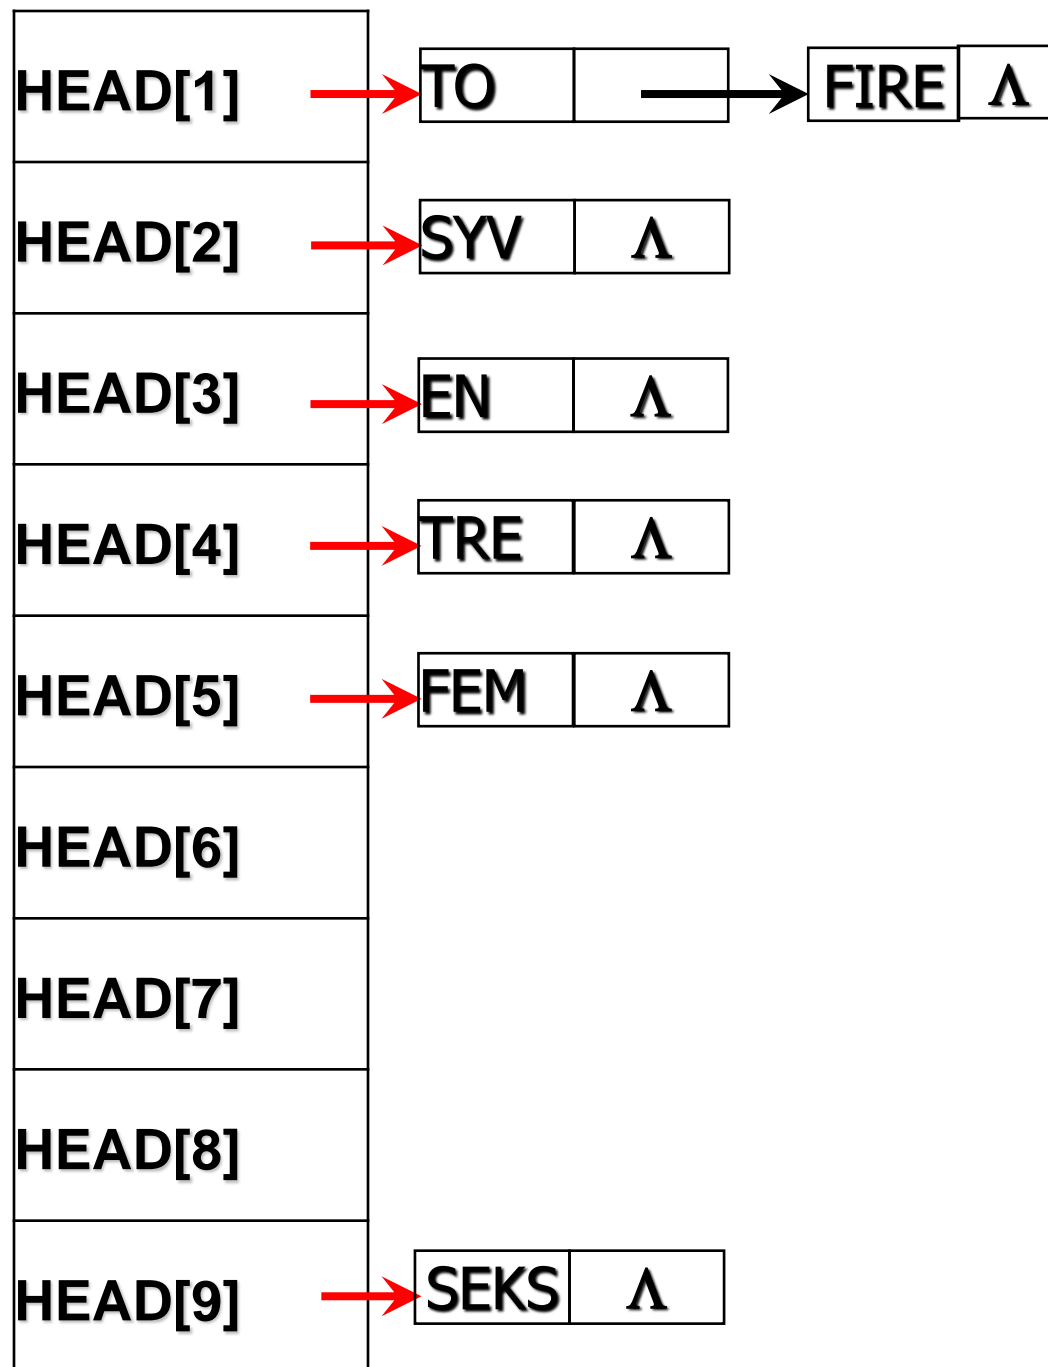 HEAD[1] TO FIRE Λ
HEAD[2] SYV Λ
HEAD[3] EN Λ
HEAD[4] TRE Λ
HEAD[5] FEM Λ
HEAD[6]
HEAD[7]
HEAD[8]
HEAD[9] SEKS Λ